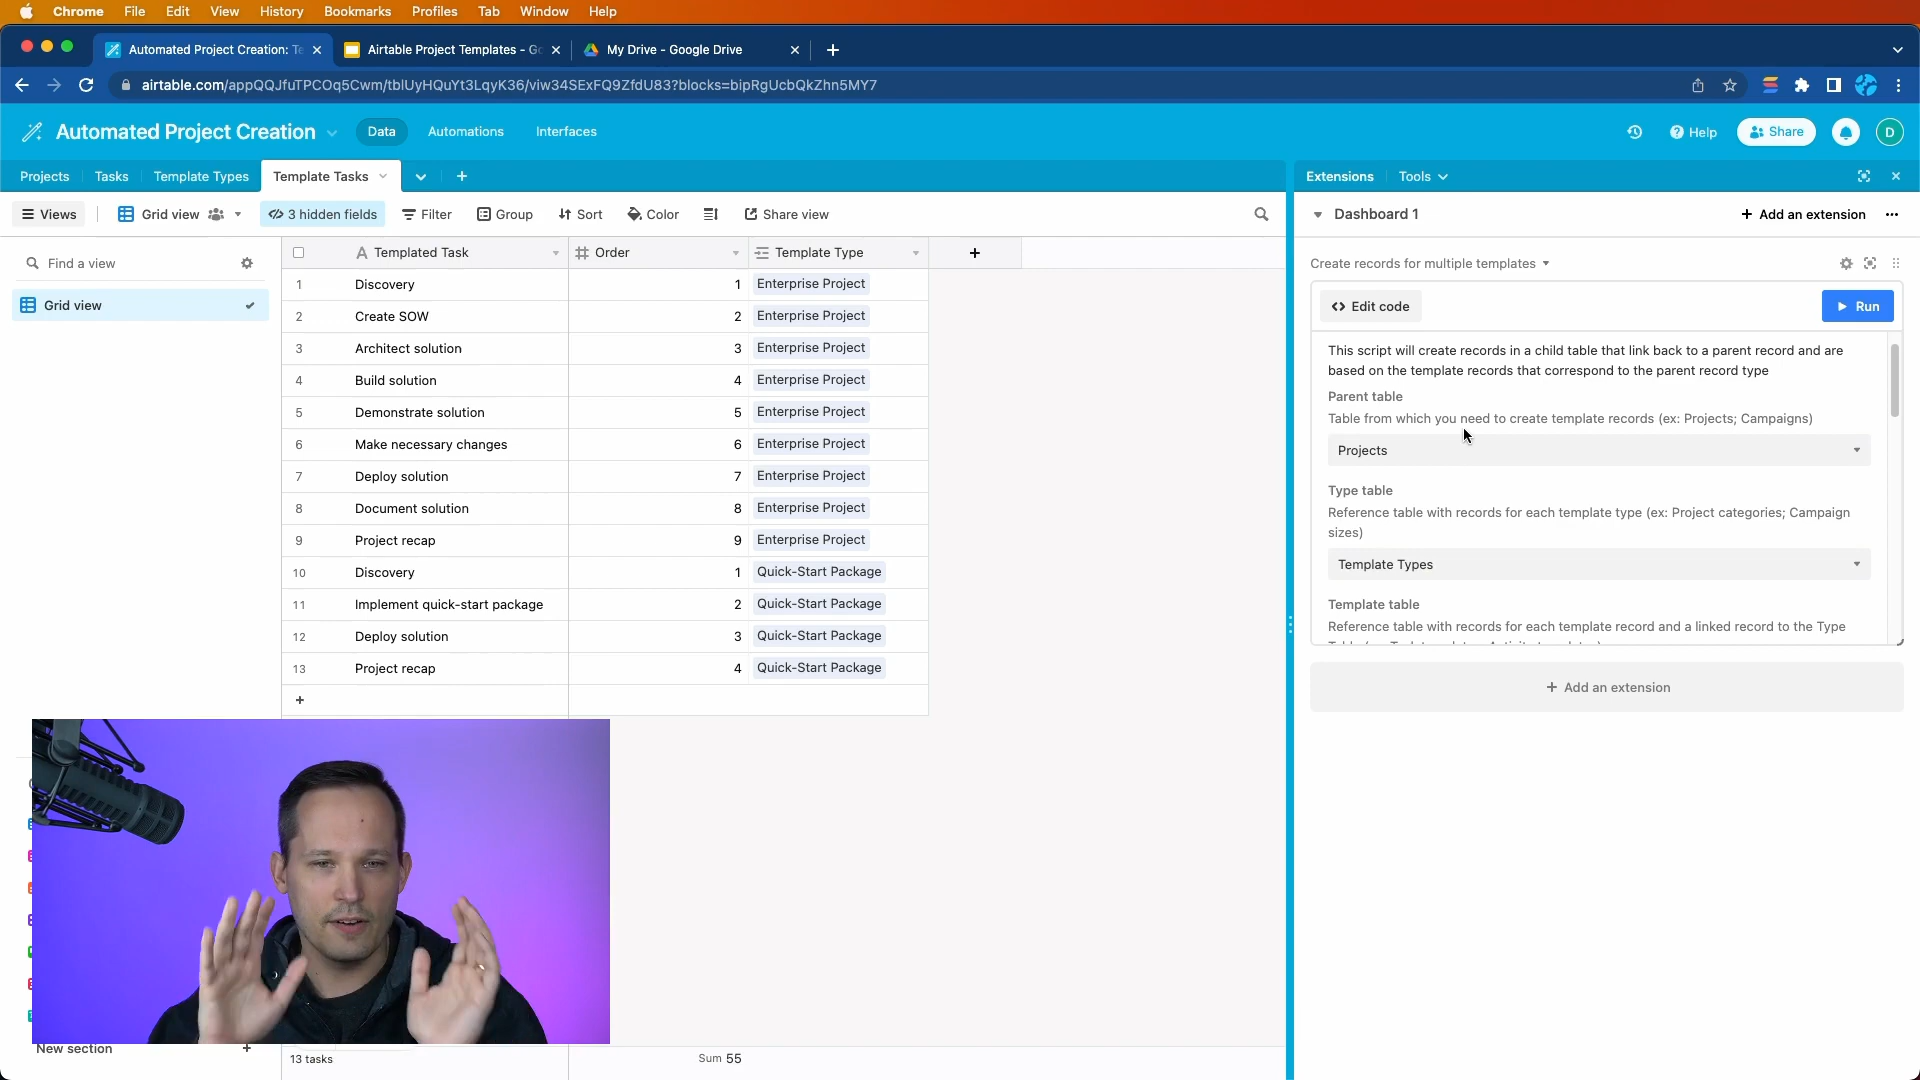 Chrome File Edit View History Bookmarks Profiles Tab Window Help
Automated Project Creation: Te
Airtable Project Templates - Go
My Drive - Google Drive
airtable.com/appQQJfuTPCOq5Cwm/tblUyHQuYt3LqyK36/viw34SExFQ9ZfdU83?blocks=bipRgUcbQkZhn5MY7
Automated Project Creation Data Automations Interfaces Help Share D
Projects Tasks Template Types Template Tasks Extensions Tools
Views Grid view 3 hidden fields Filter Group Sort Color Share view
Dashboard 1 Add an extension
Find a view
Grid view
Templated Task Order Template Type
1 Discovery 1 Enterprise Project
2 Create SOW 2 Enterprise Project
3 Architect solution 3 Enterprise Project
4 Build solution 4 Enterprise Project
5 Demonstrate solution 5 Enterprise Project
6 Make necessary changes 6 Enterprise Project
7 Deploy solution 7 Enterprise Project
8 Document solution 8 Enterprise Project
9 Project recap 9 Enterprise Project
10 Discovery 1 Quick-Start Package
11 Implement quick-start package 2 Quick-Start Package
12 Deploy solution 3 Quick-Start Package
13 Project recap 4 Quick-Start Package
New section
13 tasks Sum 55
Create records for multiple templates
Edit code Run
This script will create records in a child table that link back to a parent record and are
based on the template records that correspond to the parent record type
Parent table
Table from which you need to create template records (ex: Projects; Campaigns)
Projects
Type table
Reference table with records for each template type (ex: Project categories; Campaign
sizes)
Template Types
Template table
Reference table with records for each template record and a linked record to the Type
Add an extension